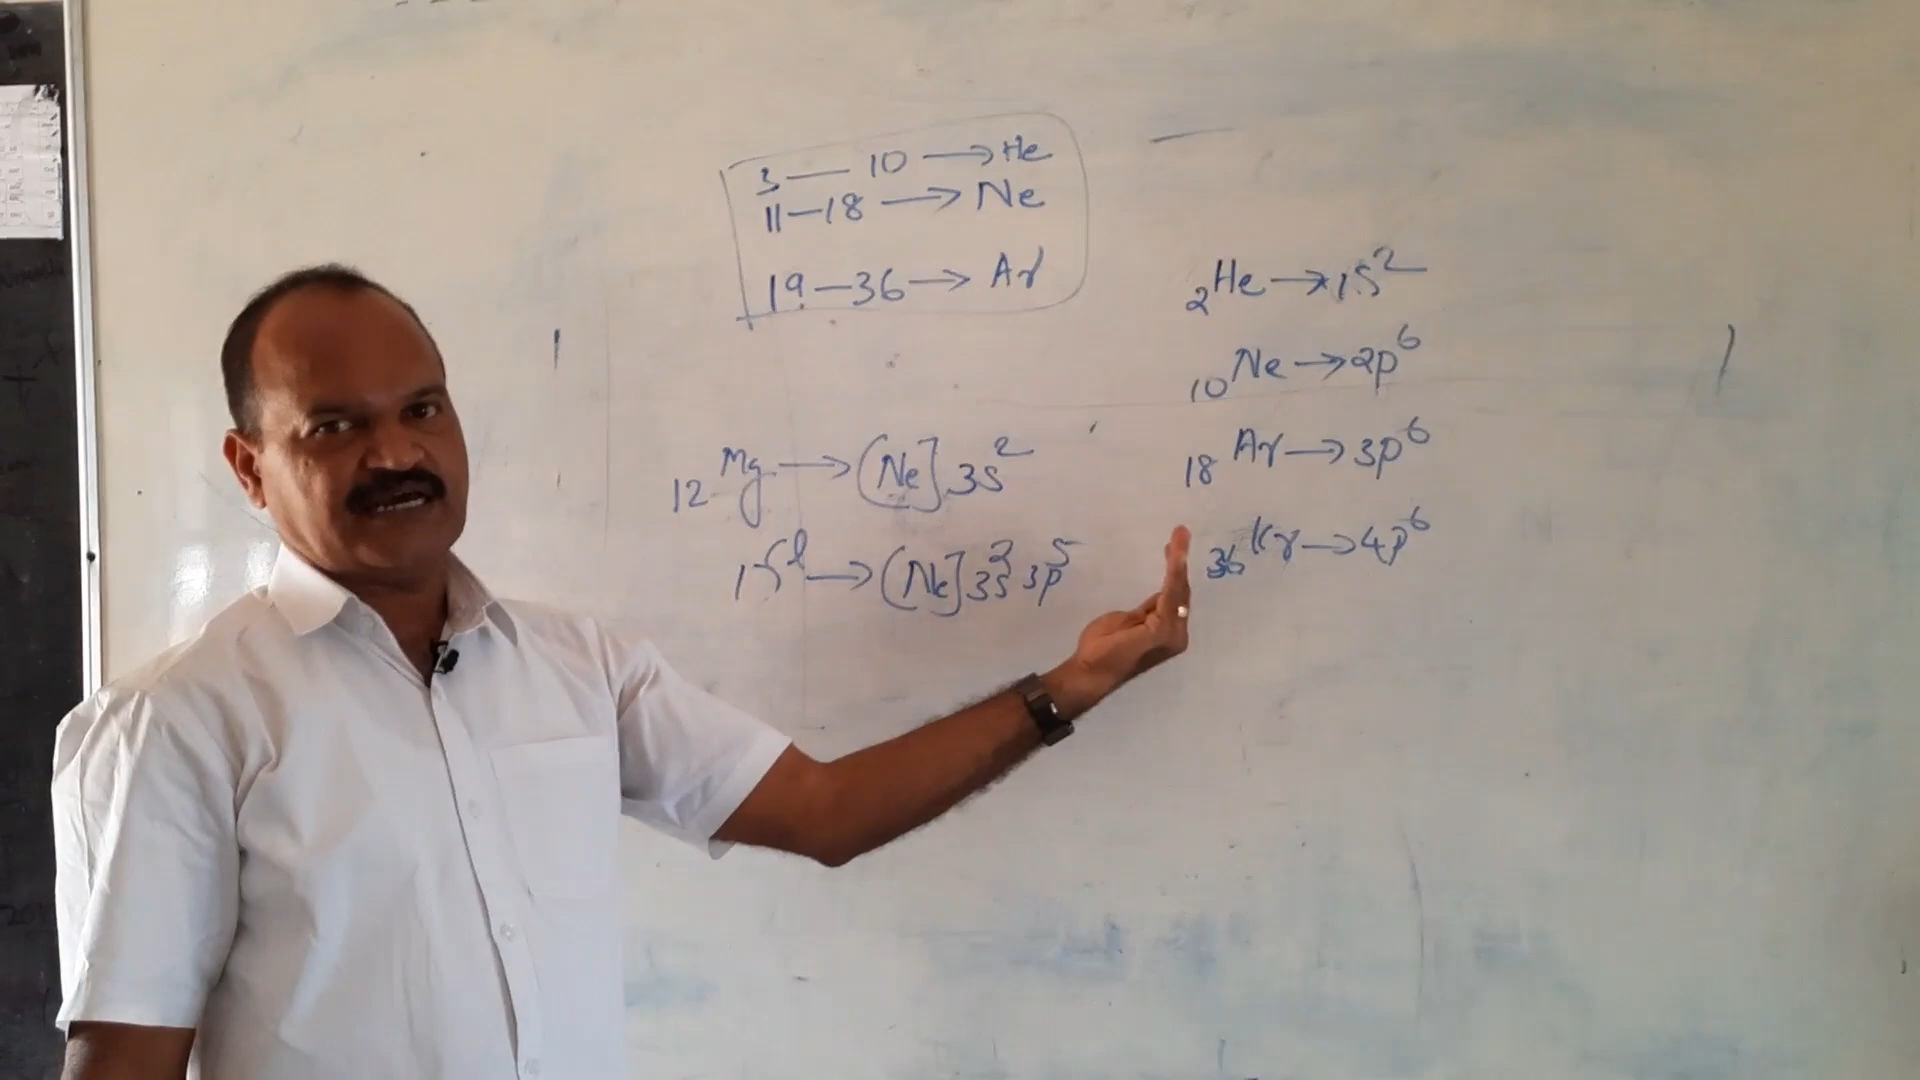 3 — 10 → He
11 — 18 → Ne
19 — 36 → Ar
₁₂Mg → [Ne] 3s²
17Cl → [Ne] 3s² 3p⁵
₂He → 1s²
₁₀Ne → 2p⁶
₁₈Ar → 3p⁶
₃₆Kr → 4p⁶